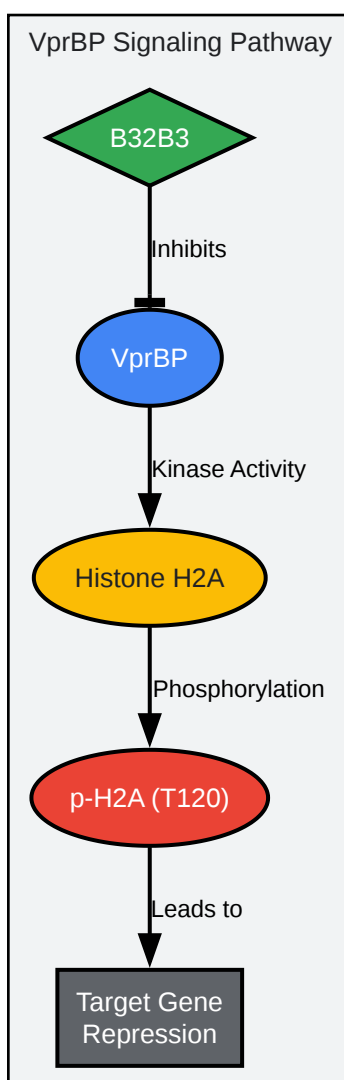 VprBP Signaling Pathway
B32B3
Inhibits
VprBP
Kinase Activity
Histone H2A
Phosphorylation
p-H2A (T120)
Leads to
Target Gene
Repression